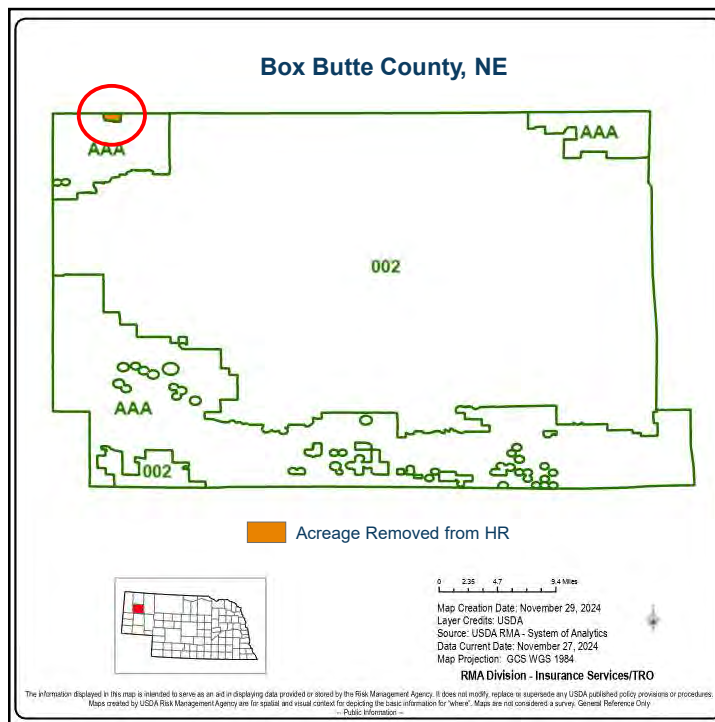 Box Butte County, NE
AAA
AAA
002
AAA
002
Acreage Removed from HR
0 2.35 4.7 9.4 Miles
Map Creation Date: November 29, 2024
Layer Credits: USDA
Source: USDA RMA - System of Analytics
Data Current Date: November 27, 2024
Map Projection: GCS WGS 1984
RMA Division - Insurance Services/TRO
The information displayed in this map is intended to serve as an aid in displaying data provided or stored by the Risk Management Agency. It does not modify, replace or supersede any USDA published policy provisions or procedures.
Maps created by USDA Risk Management Agency are for spatial and visual context for depicting the basic information for "where". Maps are not considered a survey. General Reference Only
-- Public Information --